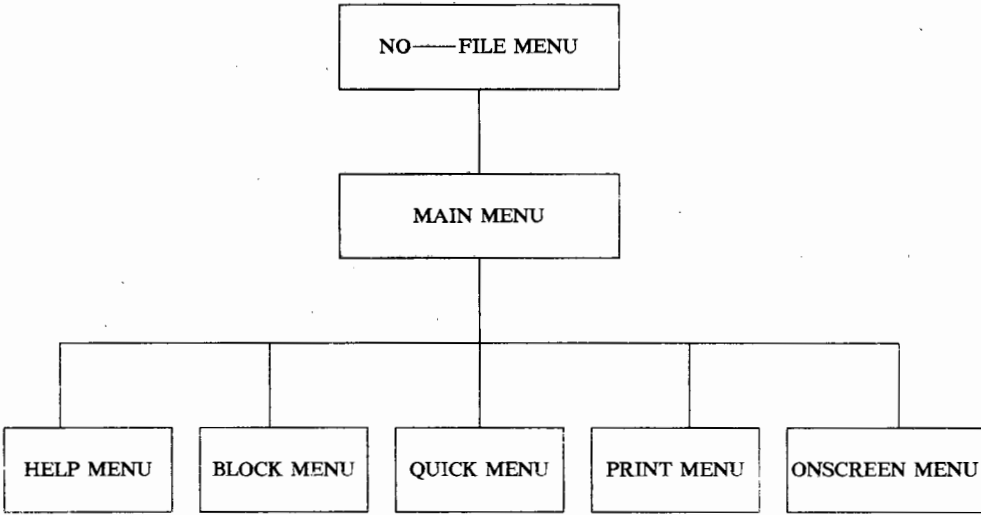 NO——FILE MENU
MAIN MENU
HELP MENU
BLOCK MENU
QUICK MENU
PRINT MENU
ONSCREEN MENU